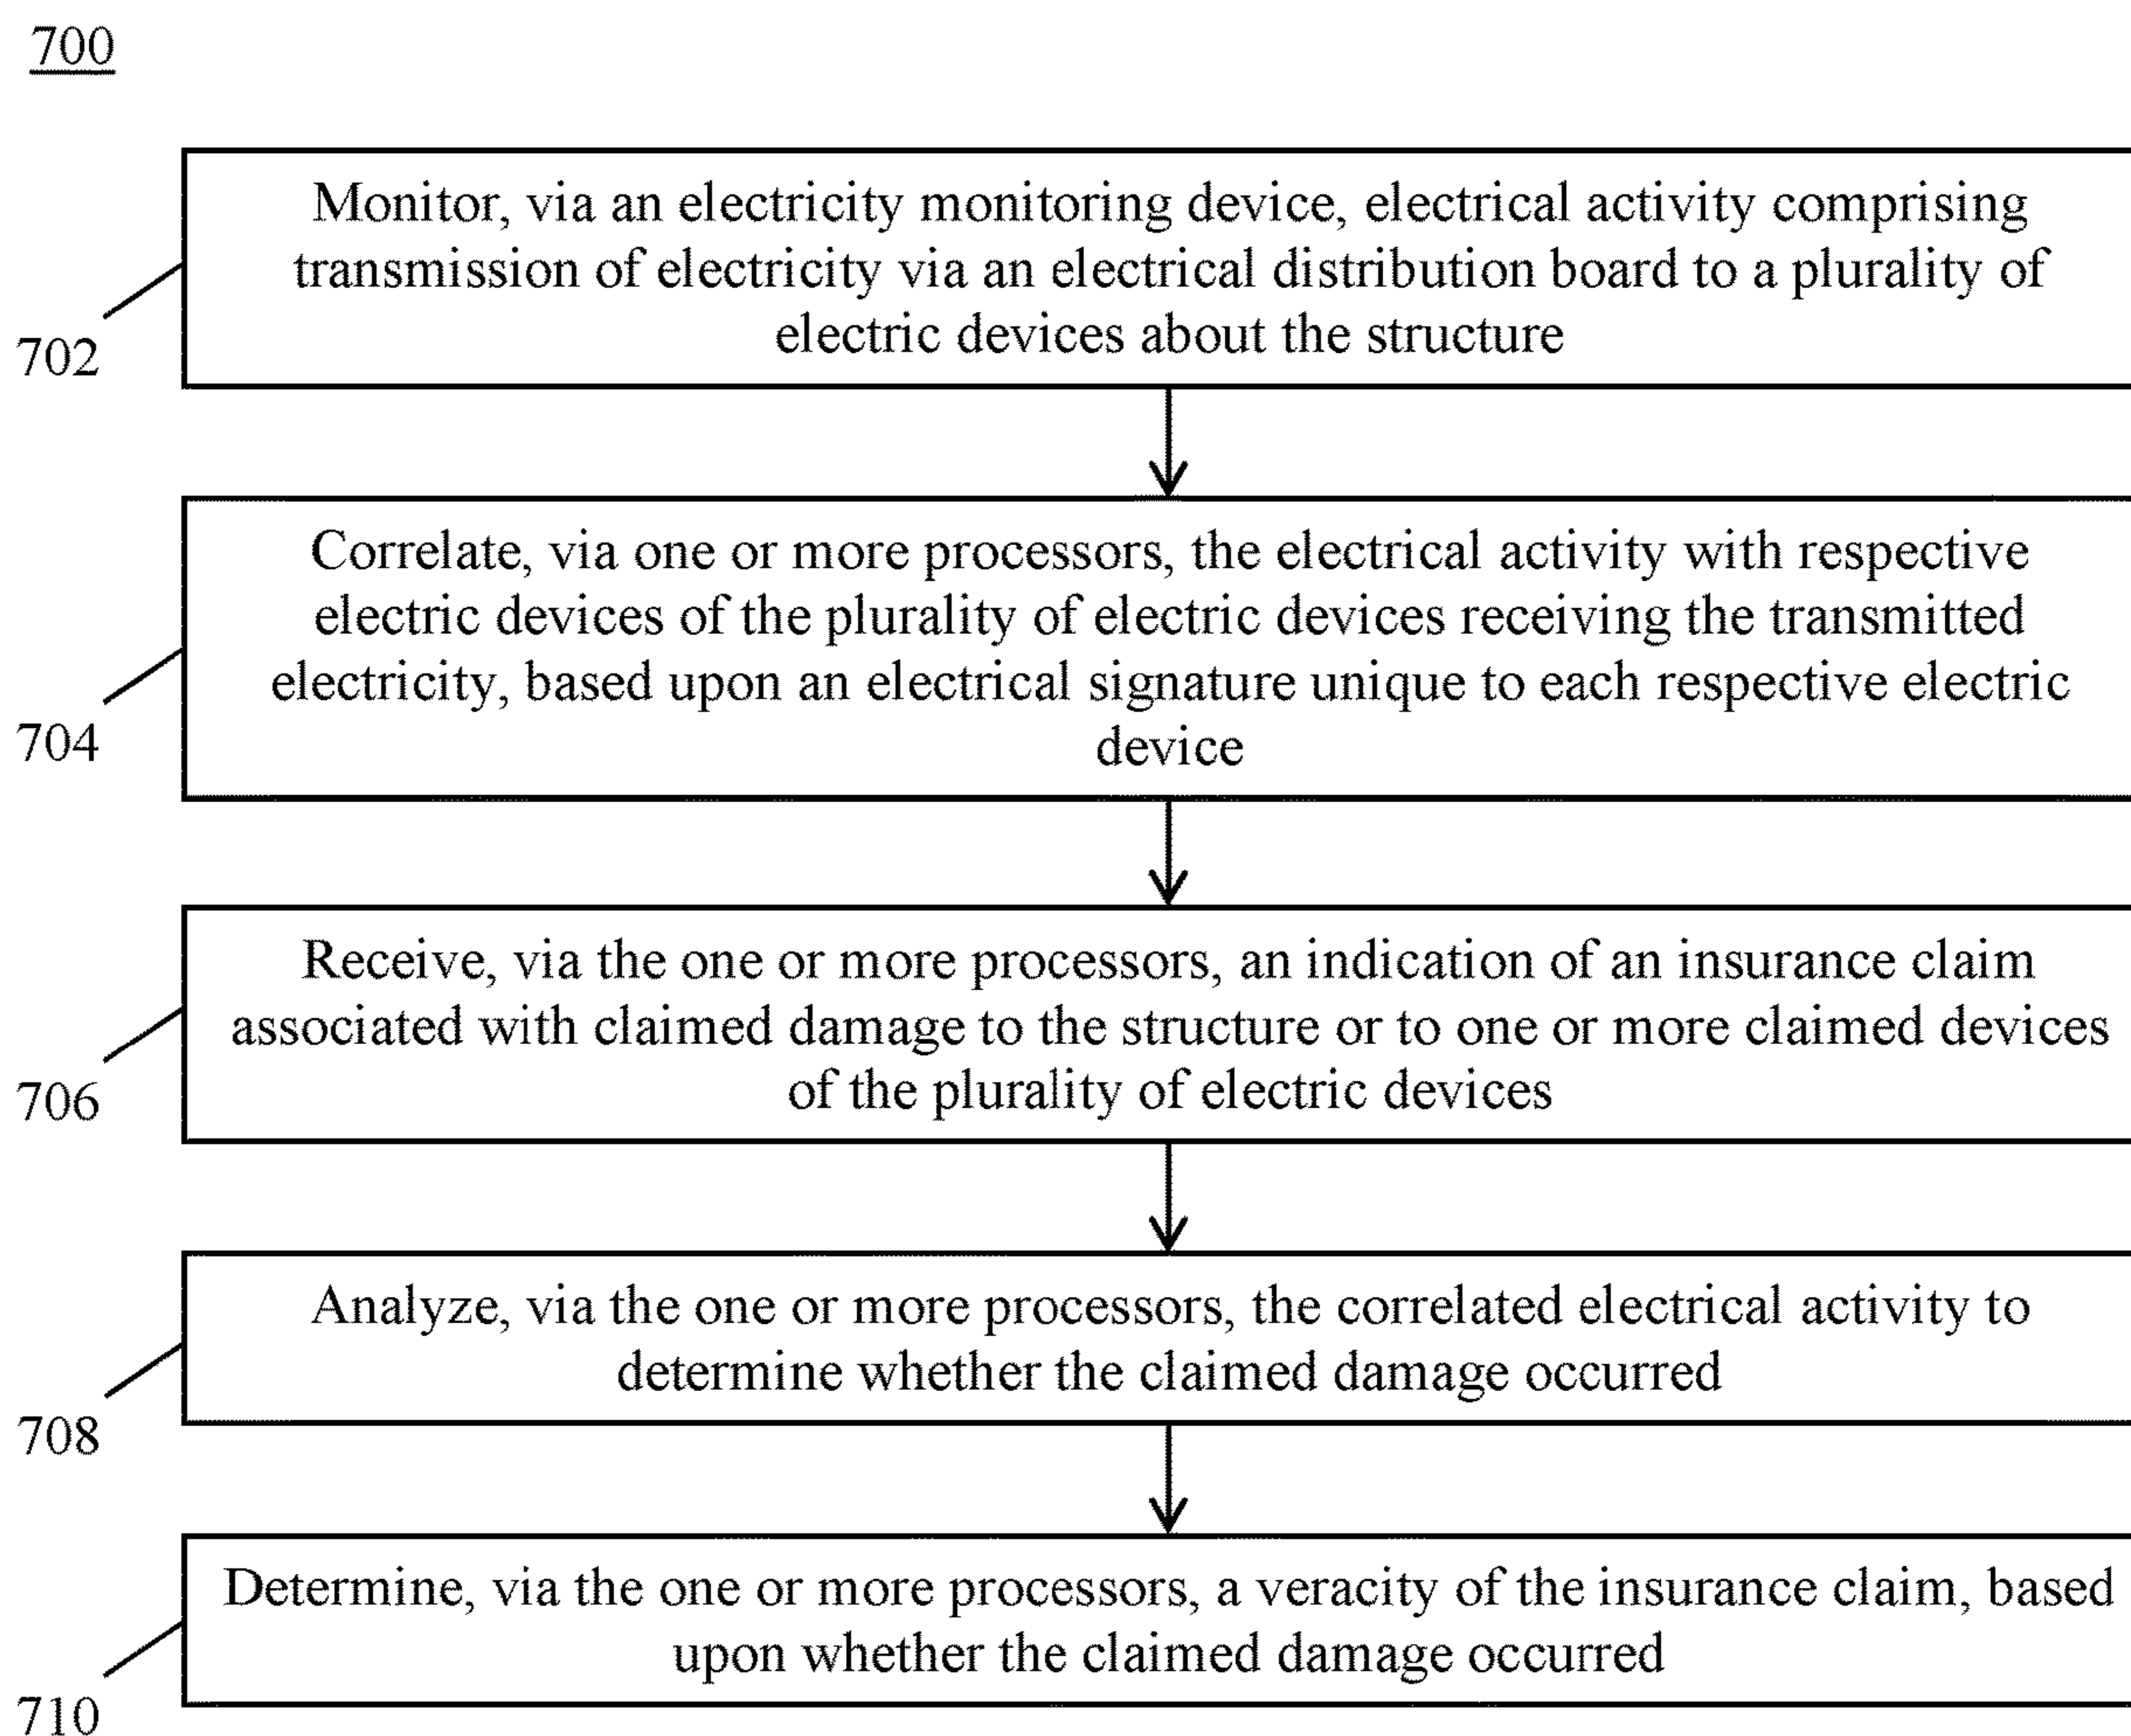 700
Monitor, via an electricity monitoring device, electrical activity comprising
transmission of electricity via an electrical distribution board to a plurality of
electric devices about the structure
702
Correlate, via one or more processors, the electrical activity with respective
electric devices of the plurality of electric devices receiving the transmitted
electricity, based upon an electrical signature unique to each respective electric
device
704
Receive, via the one or more processors, an indication of an insurance claim
associated with claimed damage to the structure or to one or more claimed devices
of the plurality of electric devices
706
Analyze, via the one or more processors, the correlated electrical activity to
determine whether the claimed damage occurred
708
Determine, via the one or more processors, a veracity of the insurance claim, based
upon whether the claimed damage occurred
710